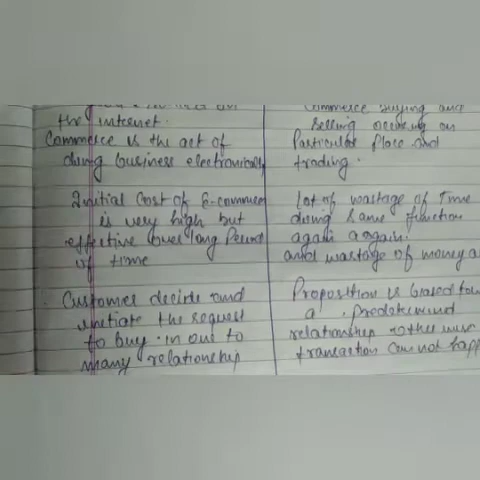 the internet.
Commerce is the act of
doing business electronically
Initial cost of E-commerce
is very high but
effective over long Period
of time
Customer decide and
initiate the request
to buy in one to
many relationship
Commerce buying and
selling occuring on
Particular place and
trading.
Lot of wastage of Time
doing same function
again again.
and wastage of money a
Proposition is based tow
a predetermind
relationship other wise
transaction can not happ